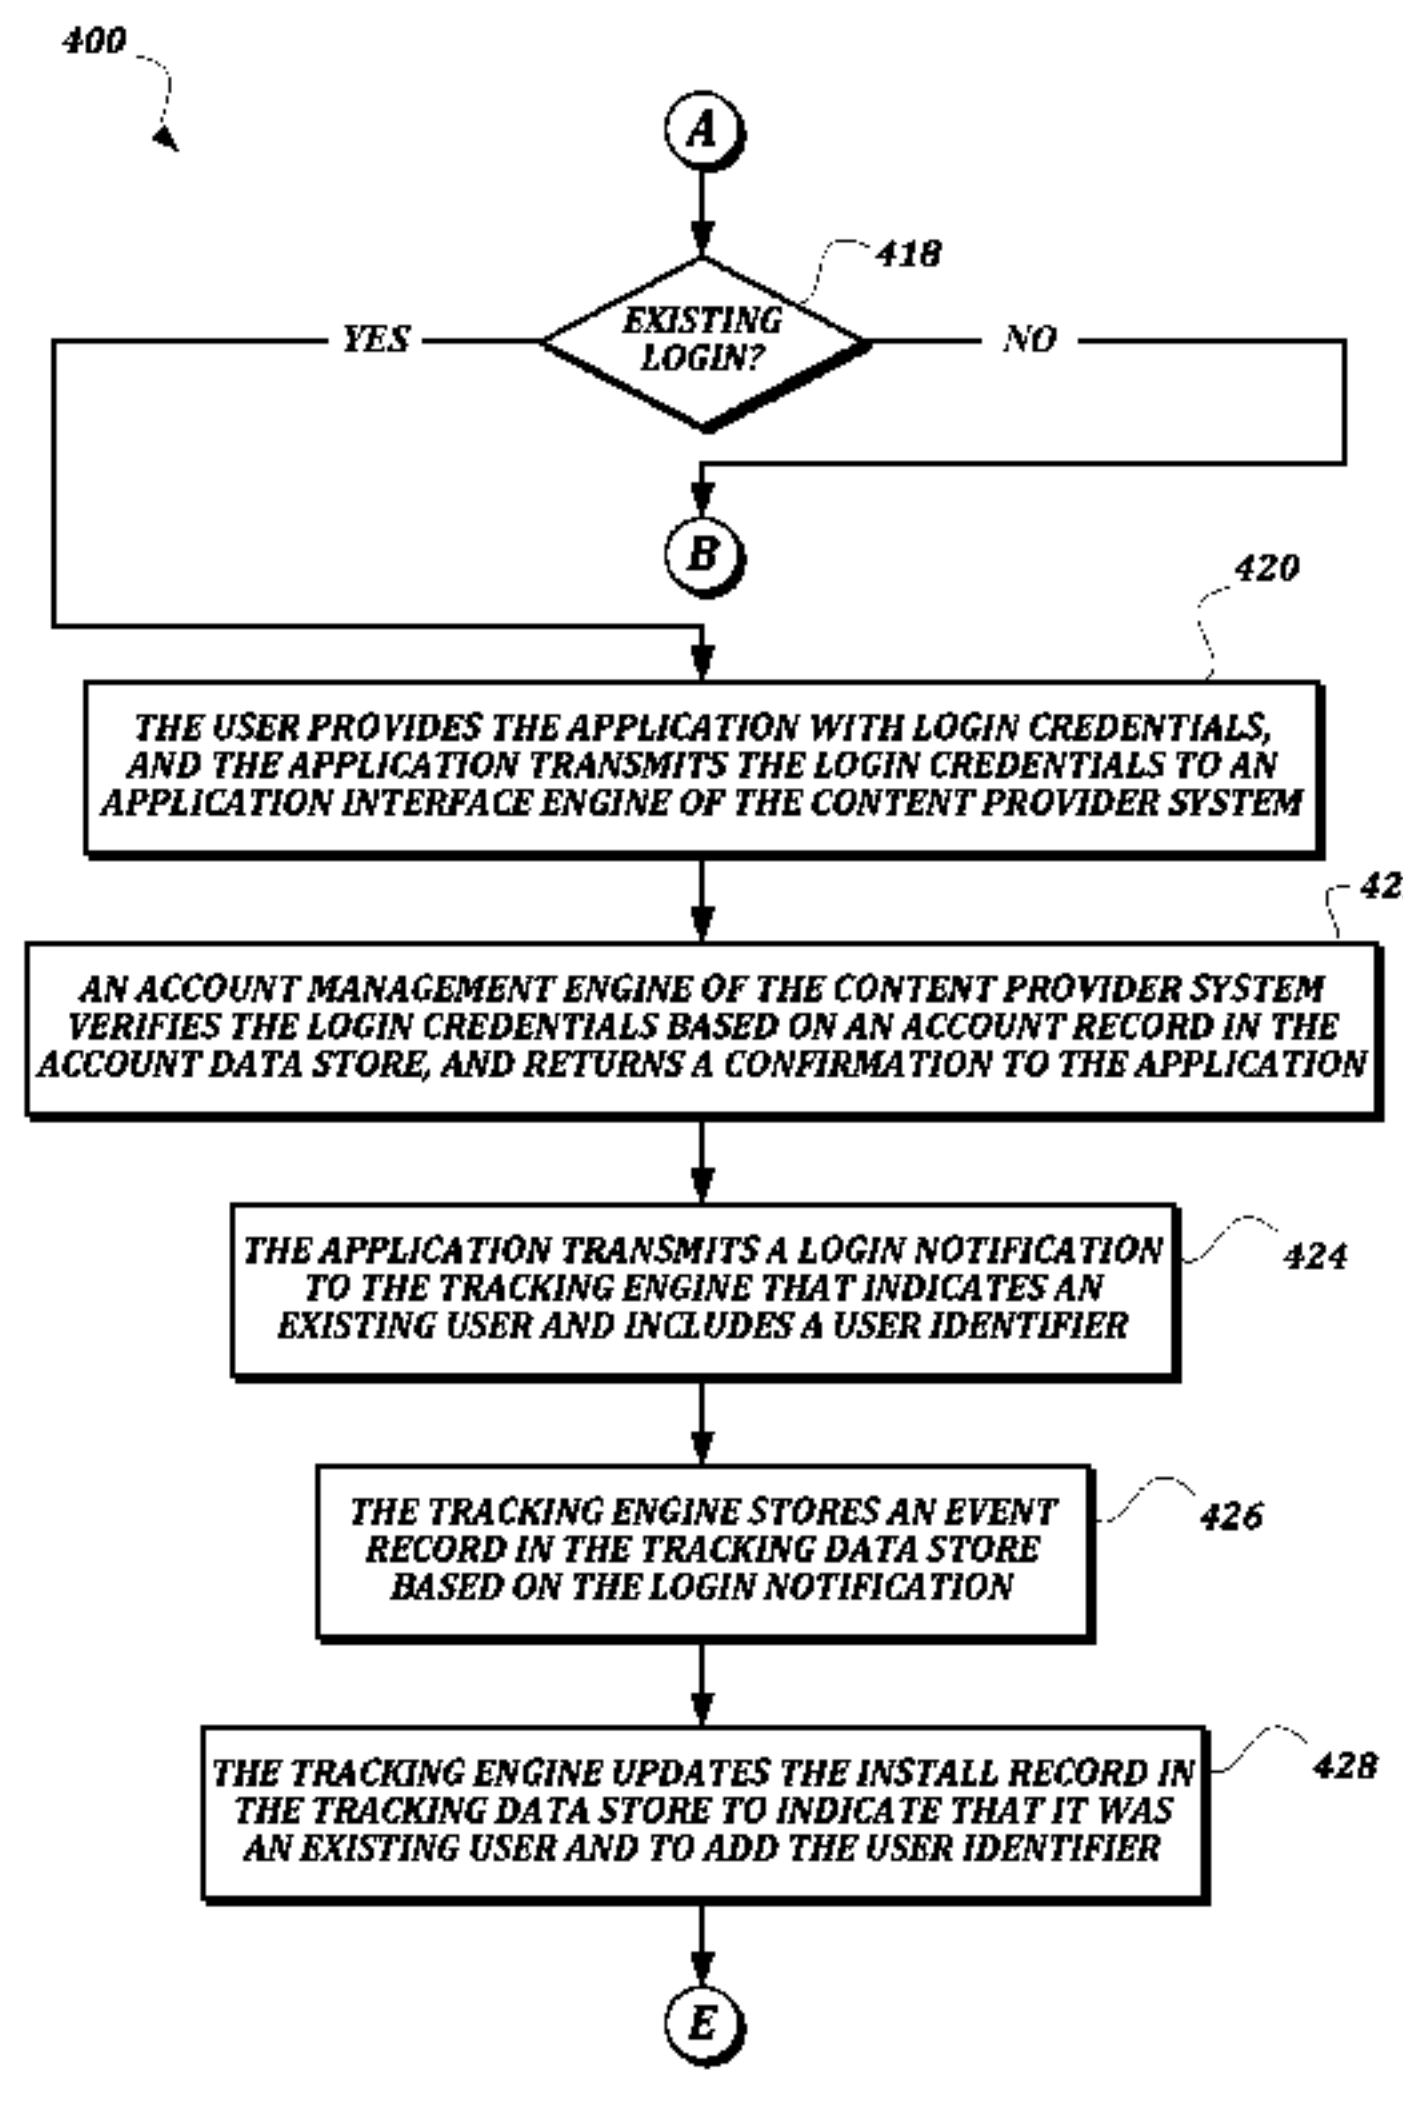 400
A
418
EXISTING
LOGIN?
YES
NO
B
420
THE USER PROVIDES THE APPLICATION WITH LOGIN CREDENTIALS,
AND THE APPLICATION TRANSMITS THE LOGIN CREDENTIALS TO AN
APPLICATION INTERFACE ENGINE OF THE CONTENT PROVIDER SYSTEM
42
AN ACCOUNT MANAGEMENT ENGINE OF THE CONTENT PROVIDER SYSTEM
VERIFIES THE LOGIN CREDENTIALS BASED ON AN ACCOUNT RECORD IN THE
ACCOUNT DATA STORE, AND RETURNS A CONFIRMATION TO THE APPLICATION
THE APPLICATION TRANSMITS A LOGIN NOTIFICATION
TO THE TRACKING ENGINE THAT INDICATES AN
EXISTING USER AND INCLUDES A USER IDENTIFIER
424
THE TRACKING ENGINE STORES AN EVENT
RECORD IN THE TRACKING DATA STORE
BASED ON THE LOGIN NOTIFICATION
426
THE TRACKING ENGINE UPDATES THE INSTALL RECORD IN
THE TRACKING DATA STORE TO INDICATE THAT IT WAS
AN EXISTING USER AND TO ADD THE USER IDENTIFIER
428
E